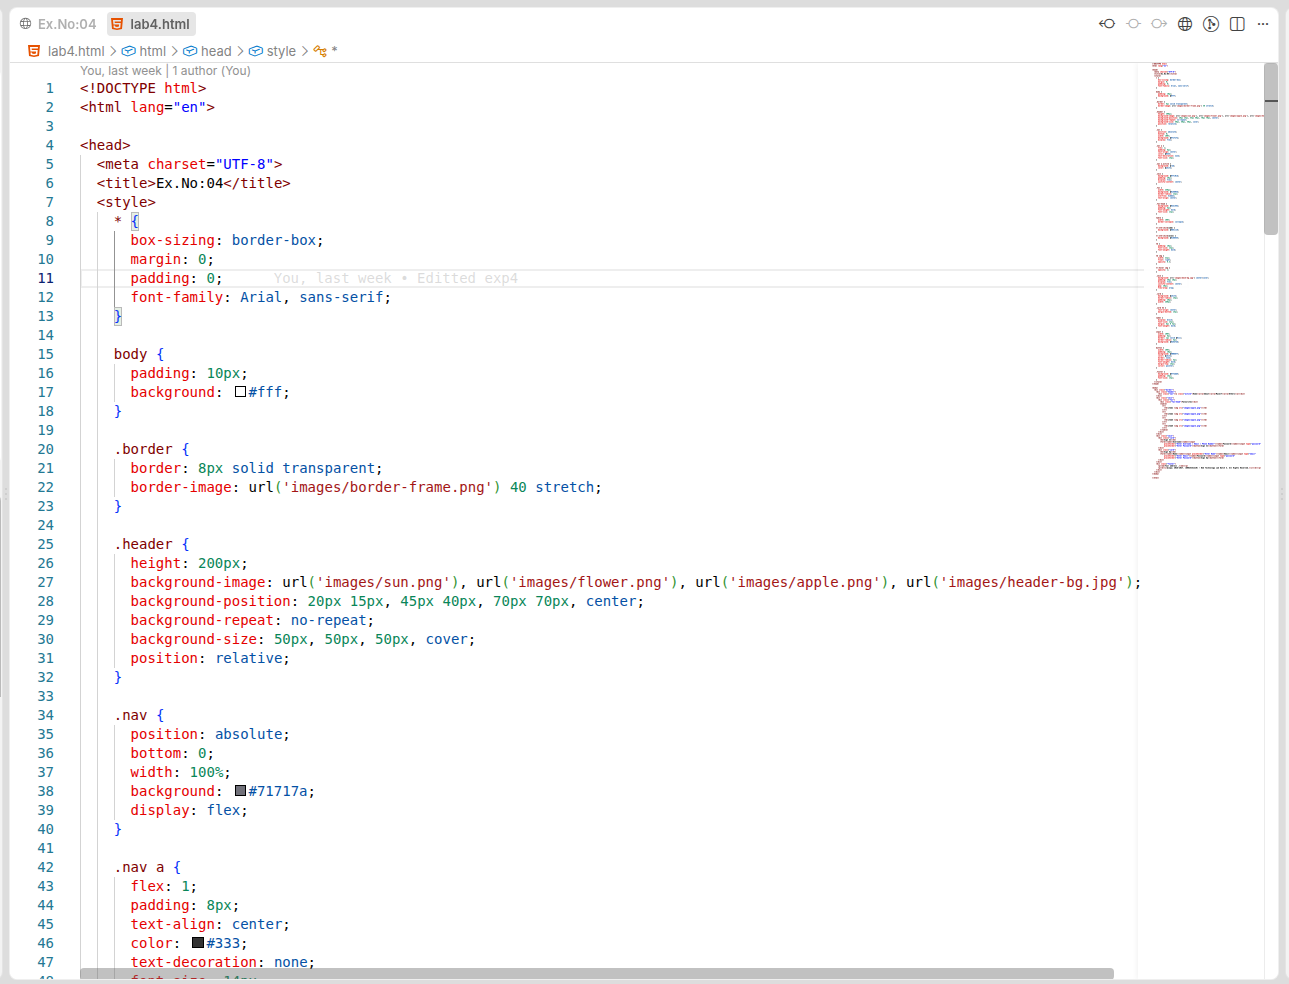 Ex.No:04 lab4.html
lab4.html > html > head > style > *
You, last week | 1 author (You)
1 <!DOCTYPE html>
2 <html lang="en">
3
4 <head>
5 <meta charset="UTF-8">
6 <title>Ex.No:04</title>
7 <style>
8 * {
9 box-sizing: border-box;
10 margin: 0;
11 padding: 0; You, last week • Editted exp4
12 font-family: Arial, sans-serif;
13 }
14
15 body {
16 padding: 10px;
17 background: #fff;
18 }
19
20 .border {
21 border: 8px solid transparent;
22 border-image: url('images/border-frame.png') 40 stretch;
23 }
24
25 .header {
26 height: 200px;
27 background-image: url('images/sun.png'), url('images/flower.png'), url('images/apple.png'), url('images/header-bg.jpg');
28 background-position: 20px 15px, 45px 40px, 70px 70px, center;
29 background-repeat: no-repeat;
30 background-size: 50px, 50px, 50px, cover;
31 position: relative;
32 }
33
34 .nav {
35 position: absolute;
36 bottom: 0;
37 width: 100%;
38 background: #71717a;
39 display: flex;
40 }
41
42 .nav a {
43 flex: 1;
44 padding: 8px;
45 text-align: center;
46 color: #333;
47 text-decoration: none;